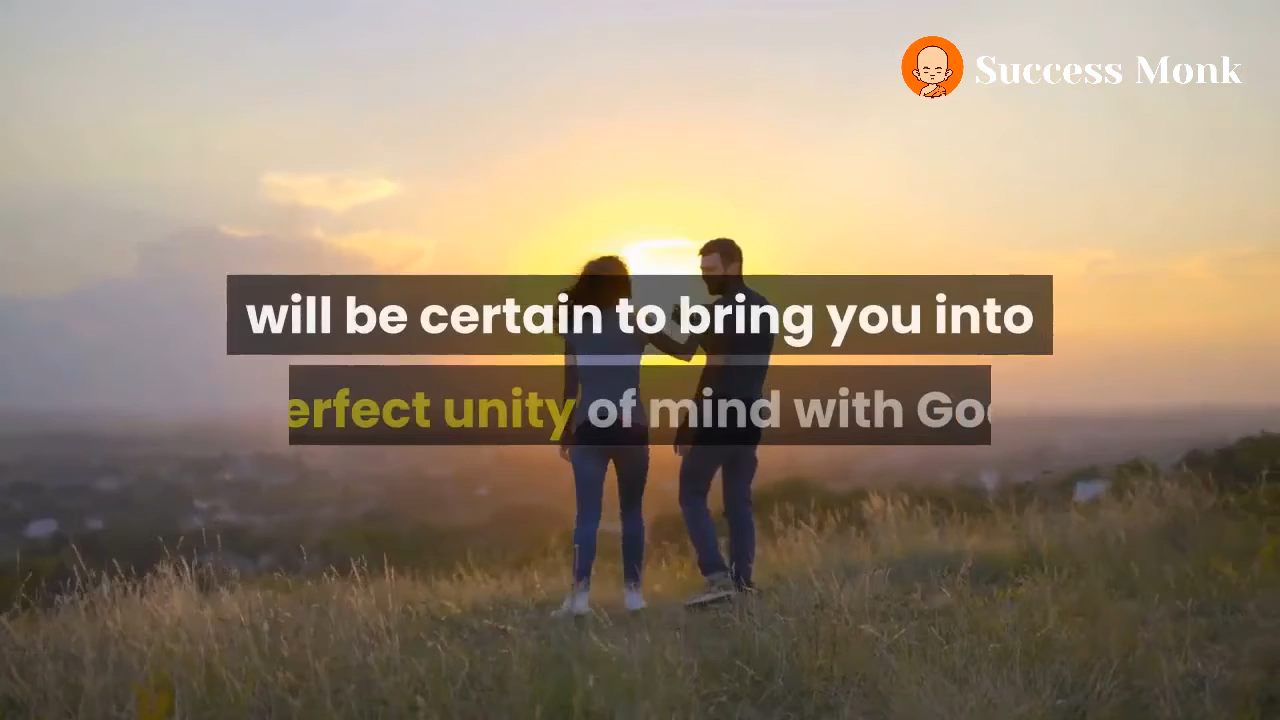 Success Monk
will be certain to bring you into
erfect unity of mind with Go